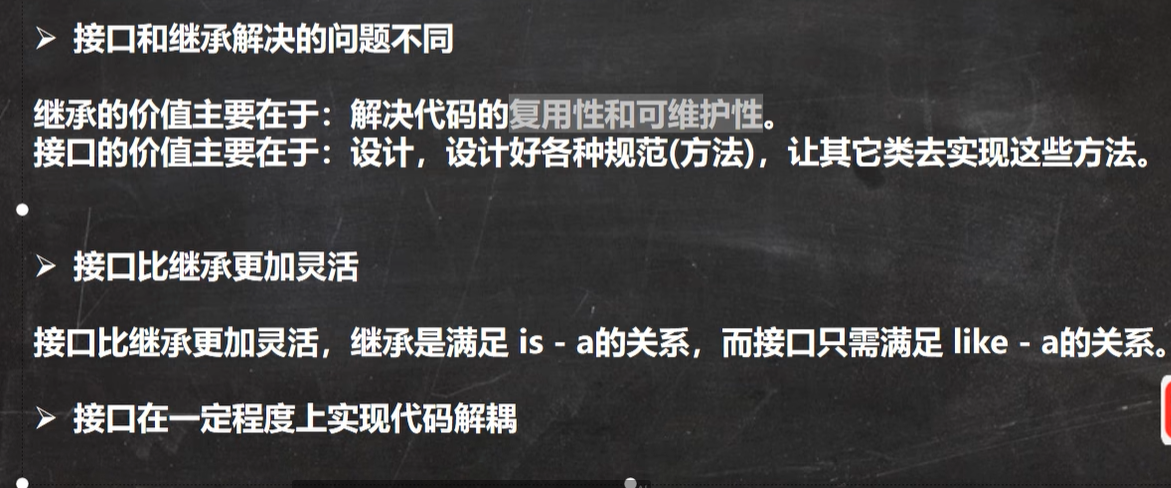 ➢ 接口和继承解决的问题不同
继承的价值主要在于：解决代码的复用性和可维护性。
接口的价值主要在于：设计，设计好各种规范(方法)，让其它类去实现这些方法。
➢ 接口比继承更加灵活
接口比继承更加灵活，继承是满足 is - a的关系，而接口只需满足 like - a的关系。
➢ 接口在一定程度上实现代码解耦